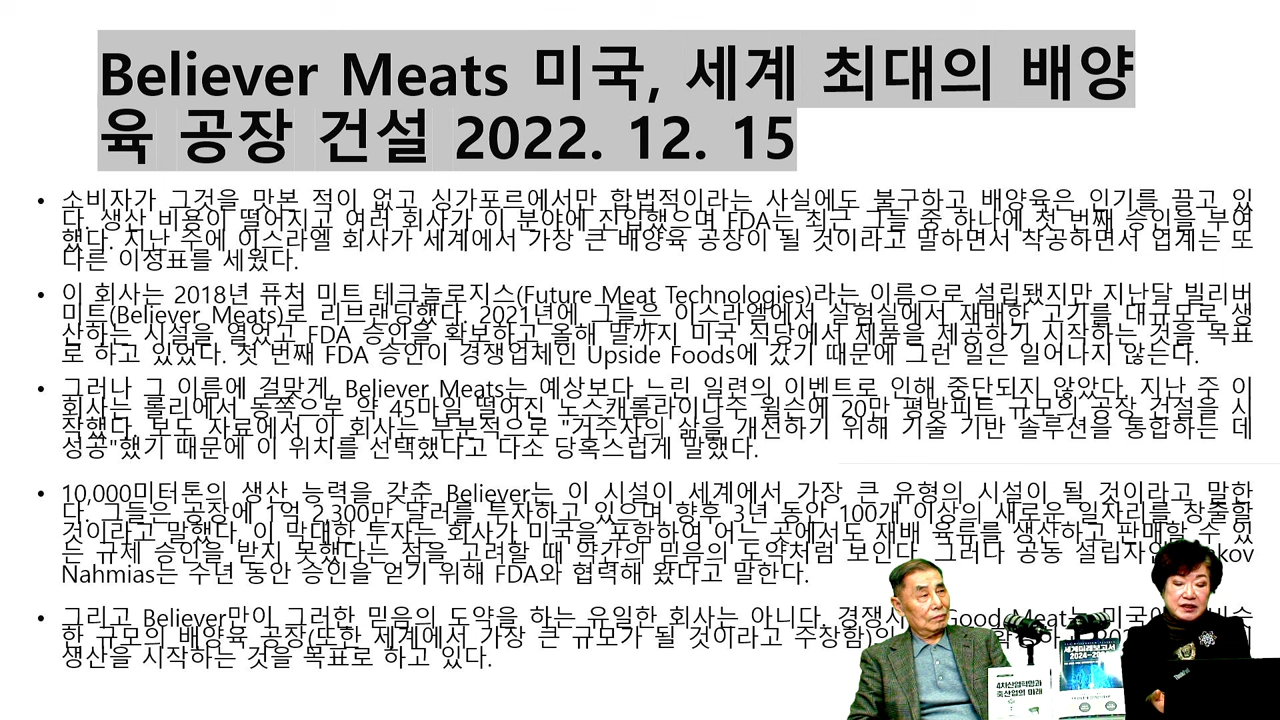 Believer Meats 미국, 세계 최대의 배양
육 공장 건설 2022. 12. 15
• 소비자가 그것을 맛본 적이 없고 싱가포르에서만 합법적이라는 사실에도 불구하고 배양육은 인기를 끌고 있
다. 생산 비용이 떨어지고 여러 회사가 이 분야에 진입했으며 FDA는 최근 그들 중 하나에 첫 번째 승인을 부여
했다. 지난 주에 이스라엘 회사가 세계에서 가장 큰 배양육 공장이 될 것이라고 말하면서 착공하면서 업계는 또
다른 이정표를 세웠다.
• 이 회사는 2018년 퓨처 미트 테크놀로지스(Future Meat Technologies)라는 이름으로 설립됐지만 지난달 빌리버
미트(Believer Meats)로 리브랜딩했다. 2021년에 그들은 이스라엘에서 실험실에서 재배한 고기를 대규모로 생
산하는 시설을 열었고 FDA 승인을 확보하고 올해 말까지 미국 식당에서 제품을 제공하기 시작하는 것을 목표
로 하고 있었다. 첫 번째 FDA 승인이 경쟁업체인 Upside Foods에 갔기 때문에 그런 일은 일어나지 않는다.
• 그러나 그 이름에 걸맞게, Believer Meats는 예상보다 느린 일련의 이벤트로 인해 중단되지 않았다. 지난 주 이
회사는 롤리에서 동쪽으로 약 45마일 떨어진 노스캐롤라이나주 윌슨에 20만 평방피트 규모의 공장 건설을 시
작했다. 보도 자료에서 이 회사는 부분적으로 "거주자의 삶을 개선하기 위해 기술 기반 솔루션을 통합하는 데
성공"했기 때문에 이 위치를 선택했다고 다소 당혹스럽게 말했다.
• 10,000미터톤의 생산 능력을 갖춘 Believer는 이 시설이 세계에서 가장 큰 유형의 시설이 될 것이라고 말한
다. 그들은 공장에 1억 2,300만 달러를 투자하고 있으며 향후 3년 동안 100개 이상의 새로운 일자리를 창출할
것이라고 말했다. 이 막대한 투자는 회사가 미국을 포함하여 어느 곳에서도 재배 육류를 생산하고 판매할 수 있
는 규제 승인을 받지 못했다는 점을 고려할 때 약간의 믿음의 도약처럼 보인다. 그러나 공동 설립자인
Nahmias는 수년 동안 승인을 얻기 위해 FDA와 협력해 왔다고 말한다.
• 그리고 Believer만이 그러한 믿음의 도약을 하는 유일한 회사는 아니다. Good Meat는 미국에
한 규모의 배양육 공장(또한 세계에서 가장 큰 규모가 될 것이라고 주장함)
생산을 시작하는 것을 목표로 하고 있다.
4차산업혁명과
축산업의 미래
세계미래보고서